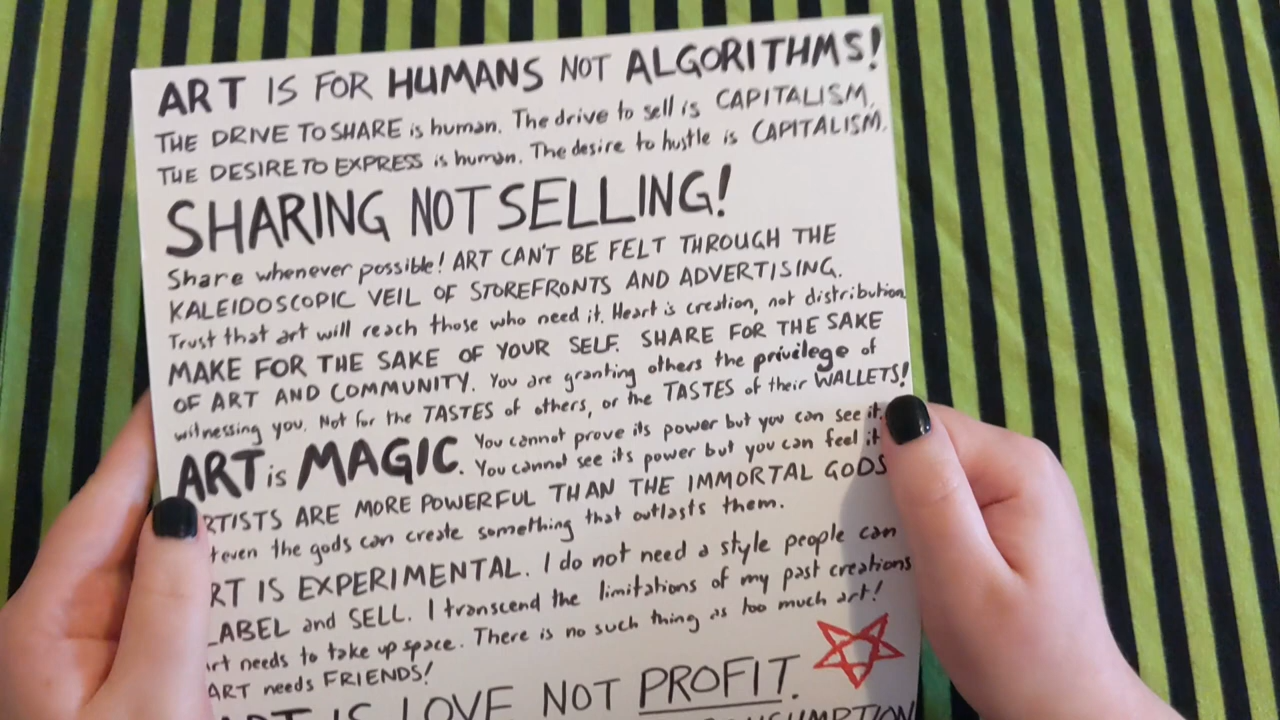 ART IS FOR HUMANS NOT ALGORITHMS!
THE DRIVE TO SHARE is human. The drive to sell is CAPITALISM.
THE DESIRE TO EXPRESS is human. The desire to hustle is CAPITALISM.
SHARING NOT SELLING!
Share whenever possible! ART CAN'T BE FELT THROUGH THE
KALEIDOSCOPIC VEIL OF STOREFRONTS AND ADVERTISING.
Trust that art will reach those who need it. Heart is creation, not distribution.
MAKE FOR THE SAKE OF YOUR SELF. SHARE FOR THE SAKE
OF ART AND COMMUNITY. You are granting others the privilege of
witnessing you. Not for the TASTES of others, or the TASTES of their WALLETS!
ART is MAGIC. You cannot prove its power but you can see it.
You cannot see its power but you can feel it
RTISTS ARE MORE POWERFUL THAN THE IMMORTAL GODS
t even the gods can create something that outlasts them.
RT IS EXPERIMENTAL. I do not need a style people can
LABEL and SELL. I transcend the limitations of my past creations
rt needs to take up space. There is no such thing as too much art!
ART needs FRIENDS!
ART IS LOVE NOT PROFIT.